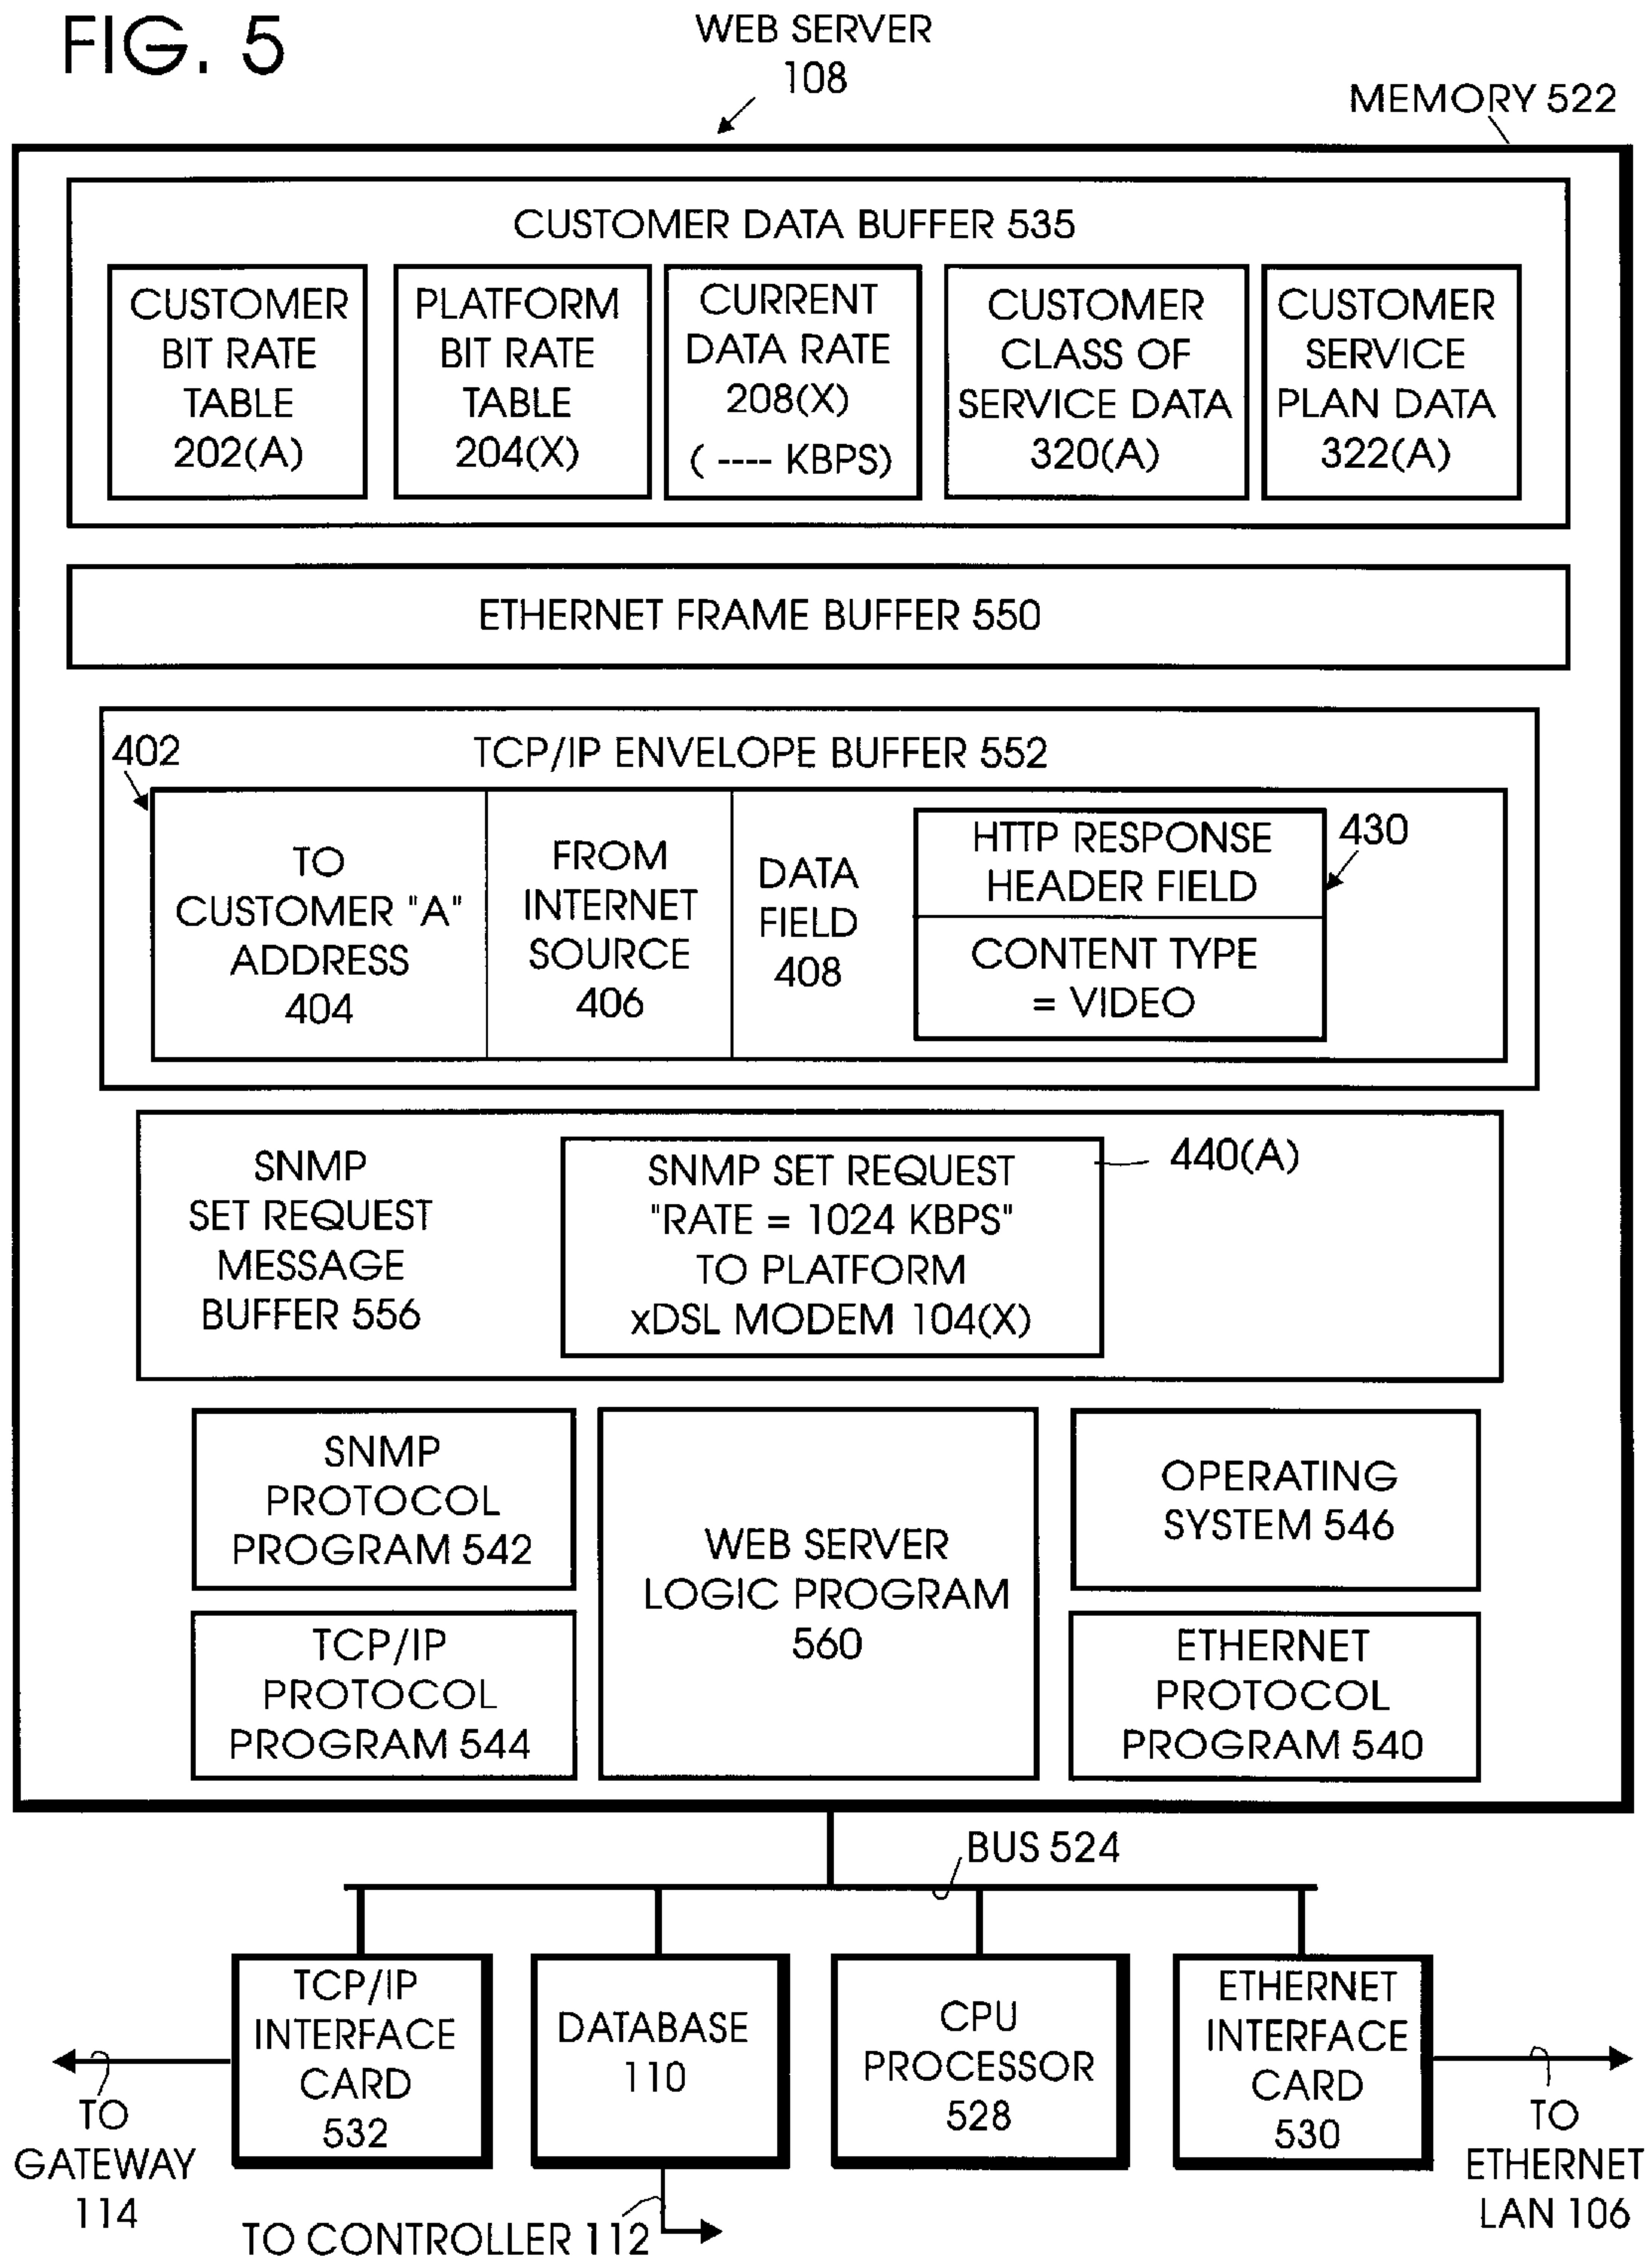 FIG. 5
WEB SERVER
108
MEMORY 522
CUSTOMER DATA BUFFER 535
CUSTOMER
BIT RATE
TABLE
202(A)
PLATFORM
BIT RATE
TABLE
204(X)
CURRENT
DATA RATE
208(X)
( ---- KBPS)
CUSTOMER
CLASS OF
SERVICE DATA
320(A)
CUSTOMER
SERVICE
PLAN DATA
322(A)
ETHERNET FRAME BUFFER 550
402
TCP/IP ENVELOPE BUFFER 552
TO
CUSTOMER "A"
ADDRESS
404
FROM
INTERNET
SOURCE
406
DATA
FIELD
408
HTTP RESPONSE
HEADER FIELD
CONTENT TYPE
= VIDEO
430
SNMP
SET REQUEST
MESSAGE
BUFFER 556
SNMP SET REQUEST
"RATE = 1024 KBPS"
TO PLATFORM
xDSL MODEM 104(X)
440(A)
SNMP
PROTOCOL
PROGRAM 542
WEB SERVER
LOGIC PROGRAM
560
OPERATING
SYSTEM 546
TCP/IP
PROTOCOL
PROGRAM 544
ETHERNET
PROTOCOL
PROGRAM 540
BUS 524
TCP/IP
INTERFACE
CARD
532
DATABASE
110
CPU
PROCESSOR
528
ETHERNET
INTERFACE
CARD
530
TO
GATEWAY
114
TO CONTROLLER 112
TO
ETHERNET
LAN 106